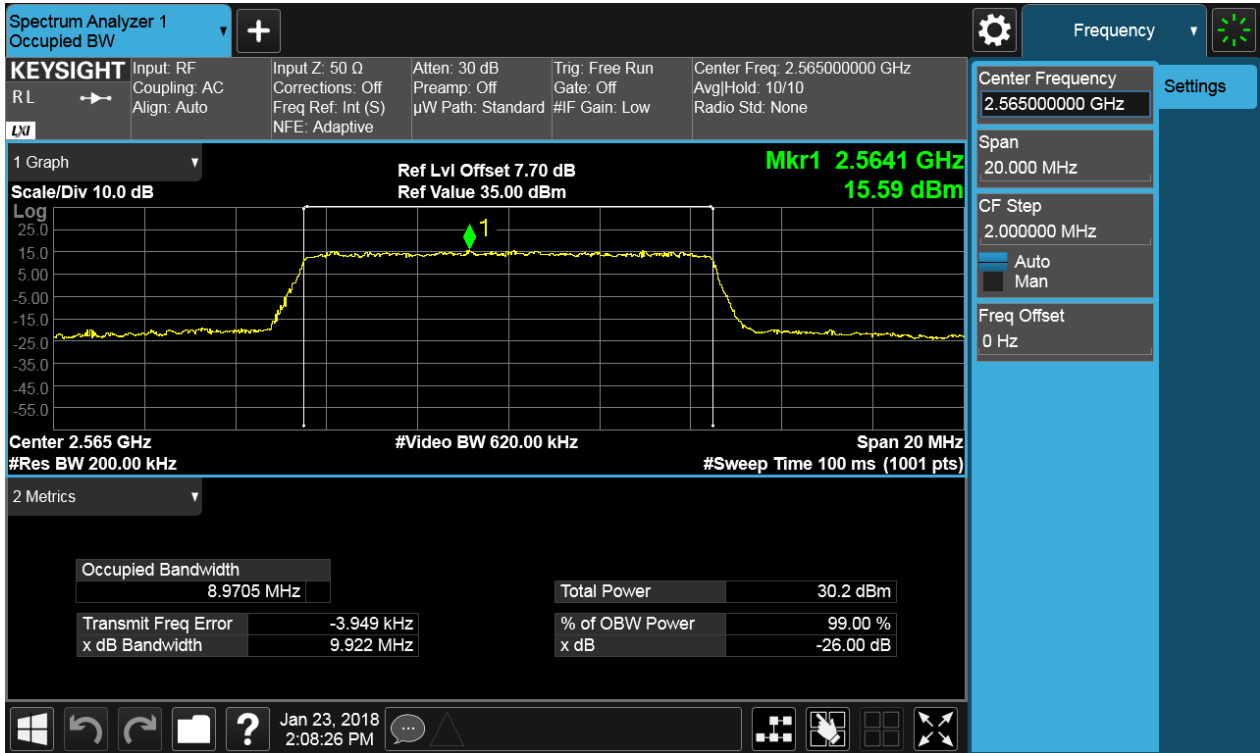 Spectrum Analyzer 1
Occupied BW
Frequency
KEYSIGHT
RL
LXI
Input: RF
Coupling: AC
Align: Auto
Input Z: 50 Ω
Corrections: Off
Freq Ref: Int (S)
NFE: Adaptive
Atten: 30 dB
Preamp: Off
µW Path: Standard
Trig: Free Run
Gate: Off
#IF Gain: Low
Center Freq: 2.565000000 GHz
Avg|Hold: 10/10
Radio Std: None
Center Frequency
2.565000000 GHz
Settings
Span
20.000 MHz
CF Step
2.000000 MHz
Auto
Man
Freq Offset
0 Hz
1 Graph
Scale/Div 10.0 dB
Ref Lvl Offset 7.70 dB
Ref Value 35.00 dBm
Mkr1 2.5641 GHz
15.59 dBm
Log
25.0
15.0
5.00
-5.00
-15.0
-25.0
-35.0
-45.0
-55.0
1
Center 2.565 GHz
#Video BW 620.00 kHz
Span 20 MHz
#Res BW 200.00 kHz
#Sweep Time 100 ms (1001 pts)
2 Metrics
Occupied Bandwidth
8.9705 MHz
Total Power 30.2 dBm
Transmit Freq Error -3.949 kHz
% of OBW Power 99.00 %
x dB Bandwidth 9.922 MHz
x dB -26.00 dB
?
Jan 23, 2018
2:08:26 PM